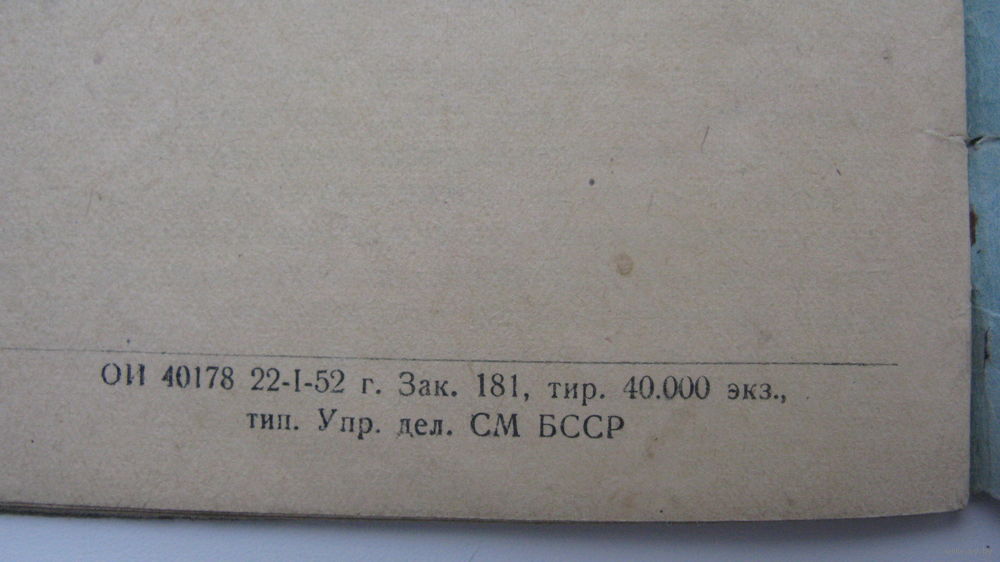 ОИ 40178 22-I-52 г. Зак. 181, тир. 40.000 экз.,
тип. Упр. дел. СМ БССР